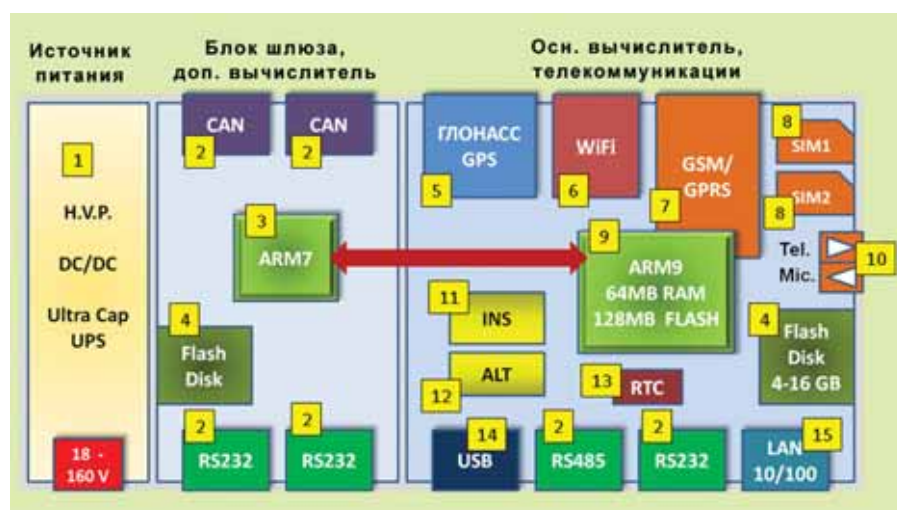 Источник
питания
Блок шлюза,
доп. вычислитель
Осн. вычислитель,
телекоммуникации
1
H.V.P.
DC/DC
Ultra Cap
UPS
18 -
160 V
CAN
2
CAN
2
3
ARM7
4
Flash
Disk
2
RS232
2
RS232
ГЛОНАСС
GPS
5
WiFi
6
GSM/
GPRS
7
8
SIM1
SIM2
8
9
ARM9
64MB RAM
128MB FLASH
Tel.
Mic.
10
11
INS
ALT
12
13
RTC
4
Flash
Disk
4-16 GB
14
USB
2
RS485
2
RS232
15
LAN
10/100